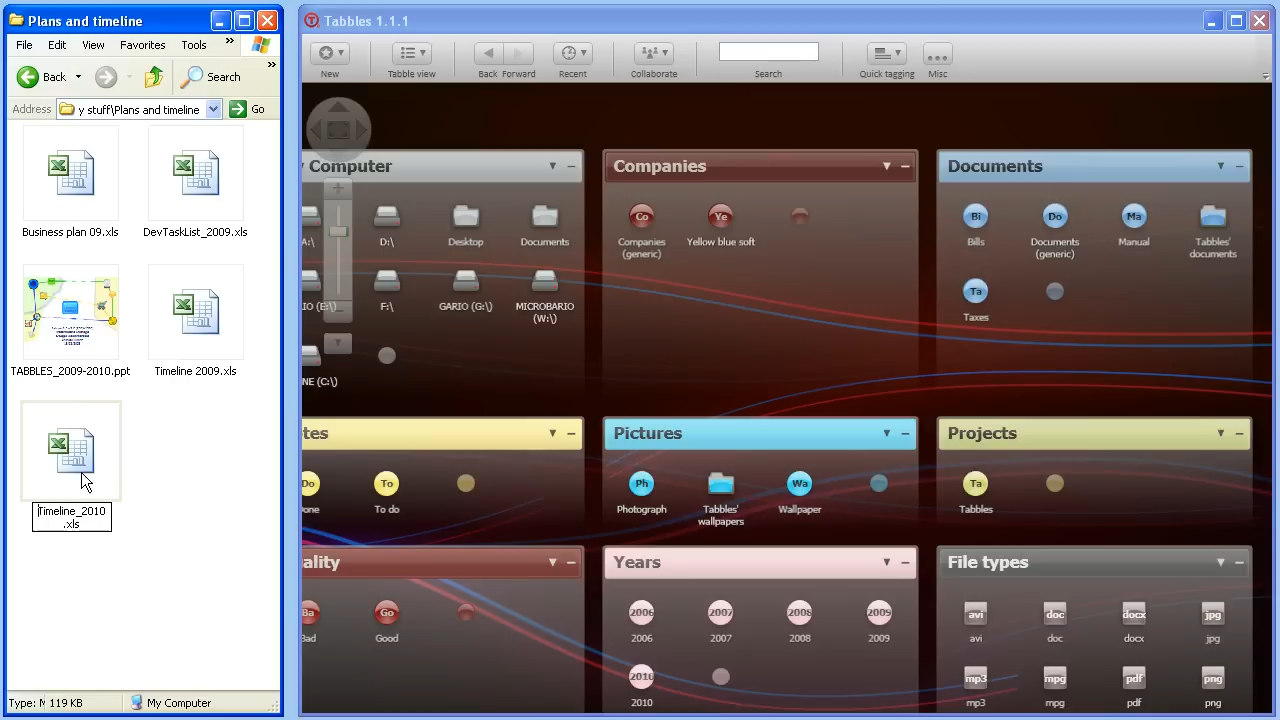 Plans and timeline
File Edit View Favorites Tools »
Back Search »
Address y stuff\Plans and timeline Go
Business plan 09.xls
DevTaskList_2009.xls
TABBLES_2009-2010.ppt
Timeline 2009.xls
Timeline_2010
.xls
119 KB My Computer
Tabbles 1.1.1
New Tabble view Back Forward Recent Collaborate Search Quick tagging Misc
Computer
A:\ D:\ Desktop Documents
F:\ GARIO (G:\) MICROBARIO
(W:\)
NE (C:\)
Companies
Co Ye
Companies
(generic)
Yellow blue soft
Documents
Bi Do Ma
Bills
Documents
(generic)
Manual
Tabbles'
documents
Ta
Taxes
tes
Do To
Done To do
Pictures
Ph Wa
Photograph
Tabbles'
wallpapers
Wallpaper
Projects
Ta
Tabbles
ality
Ba Go
Bad Good
Years
2006 2007 2008 2009
2006 2007 2008 2009
2010
2010
File types
avi doc docx jpg
avi doc docx jpg
mp3 mpg pdf png
mp3 mpg pdf png